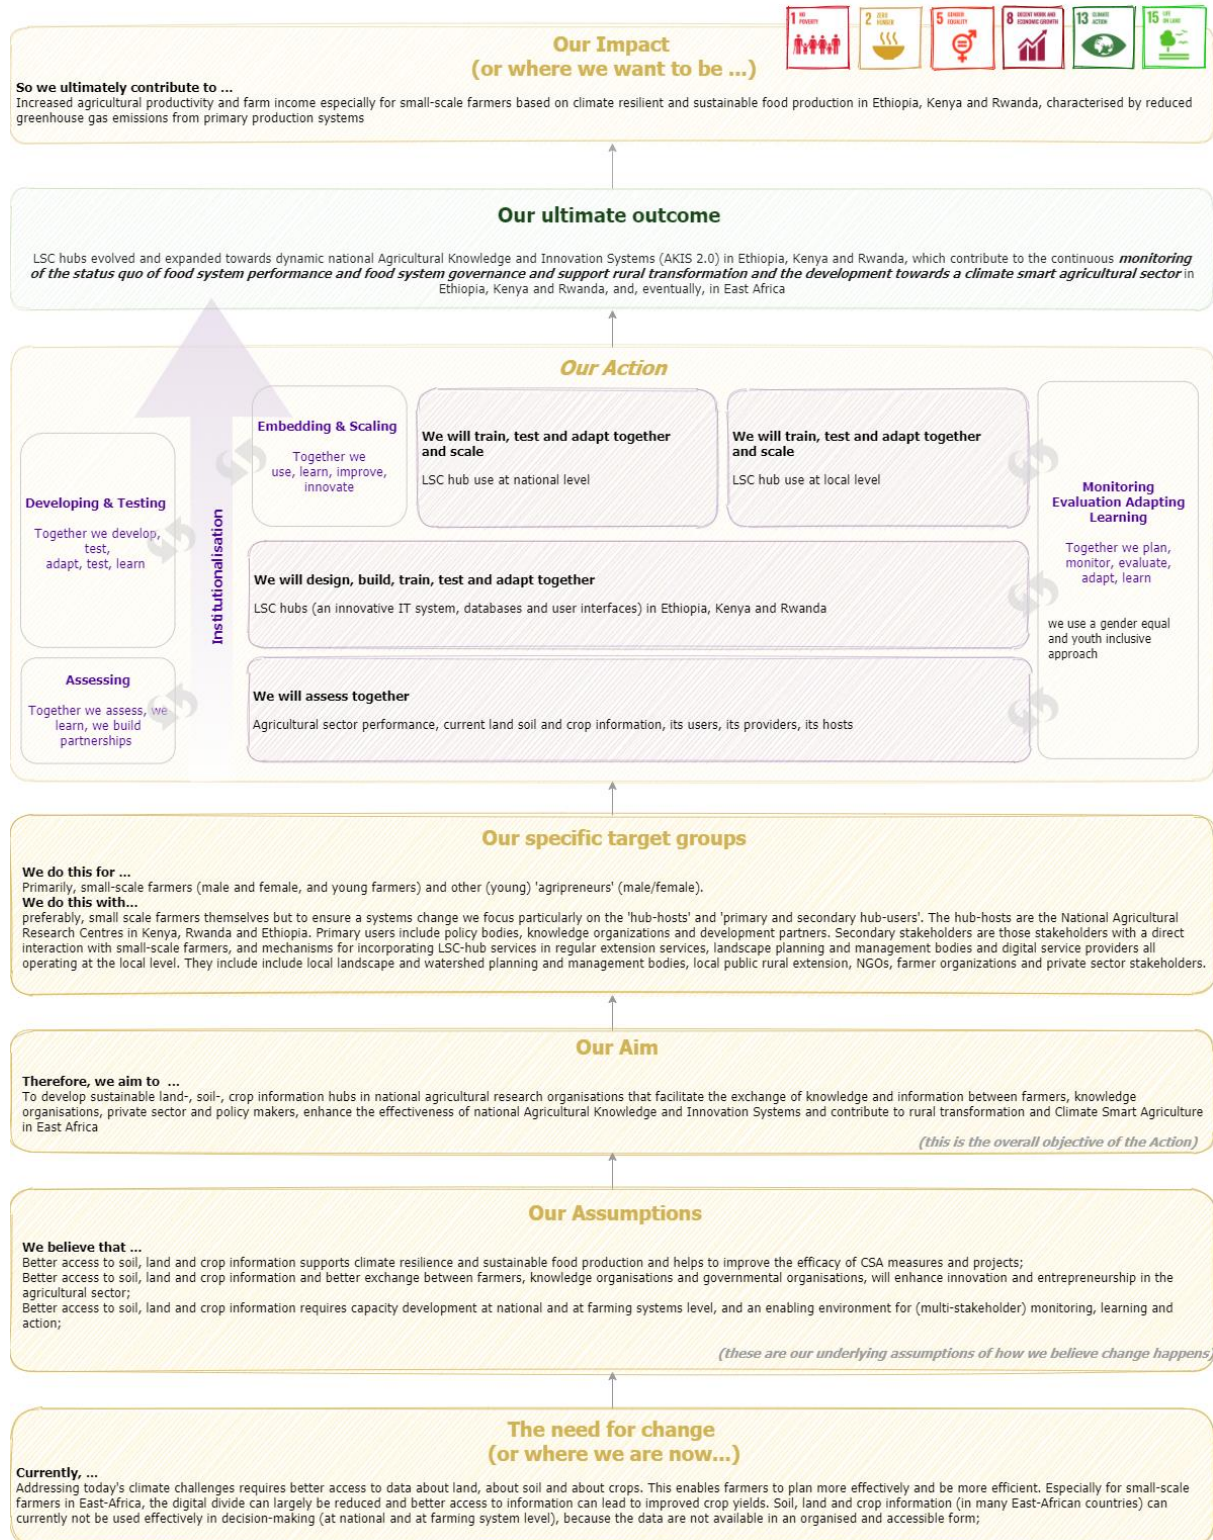 1 NO POVERTY
2 ZERO HUNGER
5 GENDER EQUALITY
8 DECENT WORK AND ECONOMIC GROWTH
13 CLIMATE ACTION
15 LIFE ON LAND
Our Impact
(or where we want to be ...)
So we ultimately contribute to ...
Increased agricultural productivity and farm income especially for small-scale farmers based on climate resilient and sustainable food production in Ethiopia, Kenya and Rwanda, characterised by reduced
greenhouse gas emissions from primary production systems
Our ultimate outcome
LSC hubs evolved and expanded towards dynamic national Agricultural Knowledge and Innovation Systems (AKIS 2.0) in Ethiopia, Kenya and Rwanda, which contribute to the continuous monitoring
of the status quo of food system performance and food system governance and support rural transformation and the development towards a climate smart agricultural sector in
Ethiopia, Kenya and Rwanda, and, eventually, in East Africa
Our Action
Developing & Testing
Together we develop,
test,
adapt, test, learn
Assessing
Together we assess, we
learn, we build
partnerships
Institutionalisation
Embedding & Scaling
Together we
use, learn, improve,
innovate
We will train, test and adapt together
and scale
LSC hub use at national level
We will train, test and adapt together
and scale
LSC hub use at local level
We will design, build, train, test and adapt together
LSC hubs (an innovative IT system, databases and user interfaces) in Ethiopia, Kenya and Rwanda
We will assess together
Agricultural sector performance, current land soil and crop information, its users, its providers, its hosts
Monitoring
Evaluation Adapting
Learning
Together we plan,
monitor, evaluate,
adapt, learn
we use a gender equal
and youth inclusive
approach
Our specific target groups
We do this for ...
Primarily, small-scale farmers (male and female, and young farmers) and other (young) 'agripreneurs' (male/female).
We do this with...
preferably, small scale farmers themselves but to ensure a systems change we focus particularly on the 'hub-hosts' and 'primary and secondary hub-users'. The hub-hosts are the National Agricultural
Research Centres in Kenya, Rwanda and Ethiopia. Primary users include policy bodies, knowledge organizations and development partners. Secondary stakeholders are those stakeholders with a direct
interaction with small-scale farmers, and mechanisms for incorporating LSC-hub services in regular extension services, landscape planning and management bodies and digital service providers all
operating at the local level. They include include local landscape and watershed planning and management bodies, local public rural extension, NGOs, farmer organizations and private sector stakeholders.
Our Aim
Therefore, we aim to ...
To develop sustainable land-, soil-, crop information hubs in national agricultural research organisations that facilitate the exchange of knowledge and information between farmers, knowledge
organisations, private sector and policy makers, enhance the effectiveness of national Agricultural Knowledge and Innovation Systems and contribute to rural transformation and Climate Smart Agriculture
in East Africa
(this is the overall objective of the Action)
Our Assumptions
We believe that ...
Better access to soil, land and crop information supports climate resilience and sustainable food production and helps to improve the efficacy of CSA measures and projects;
Better access to soil, land and crop information and better exchange between farmers, knowledge organisations and governmental organisations, will enhance innovation and entrepreneurship in the
agricultural sector;
Better access to soil, land and crop information requires capacity development at national and at farming systems level, and an enabling environment for (multi-stakeholder) monitoring, learning and
action;
(these are our underlying assumptions of how we believe change happens)
The need for change
(or where we are now...)
Currently, ...
Addressing today's climate challenges requires better access to data about land, about soil and about crops. This enables farmers to plan more effectively and be more efficient. Especially for small-scale
farmers in East-Africa, the digital divide can largely be reduced and better access to information can lead to improved crop yields. Soil, land and crop information (in many East-African countries) can
currently not be used effectively in decision-making (at national and at farming system level), because the data are not available in an organised and accessible form;